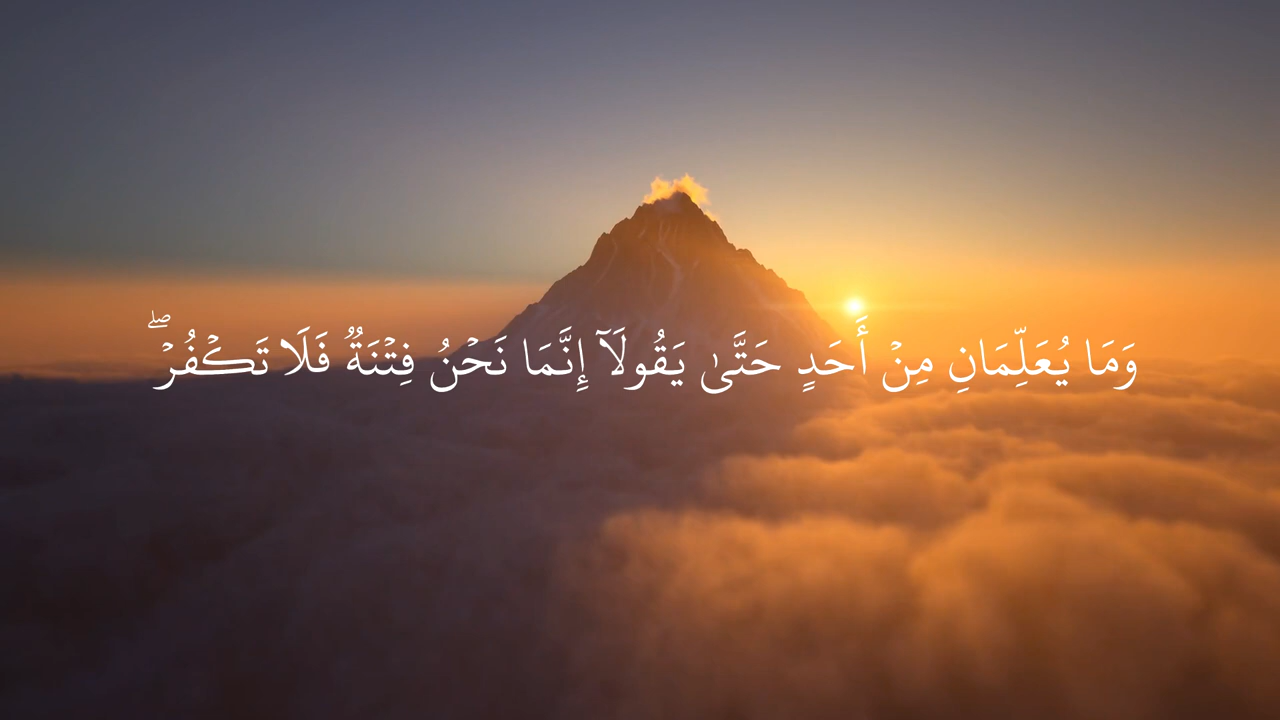 وَمَا يُعَلِّمَانِ مِنۡ أَحَدٍ حَتَّىٰ يَقُولَآ إِنَّمَا نَحۡنُ فِتۡنَةٌ فَلَا تَكۡفُرۡۖ